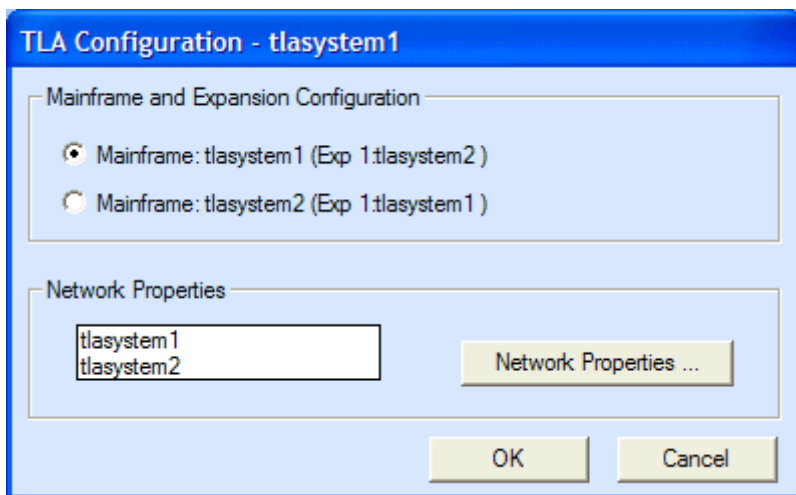 TLA Configuration - tlasystem1
Mainframe and Expansion Configuration
Mainframe: tlasystem1 (Exp 1:tlasystem2 )
Mainframe: tlasystem2 (Exp 1:tlasystem1 )
Network Properties
tlasystem1
tlasystem2
Network Properties ...
OK
Cancel